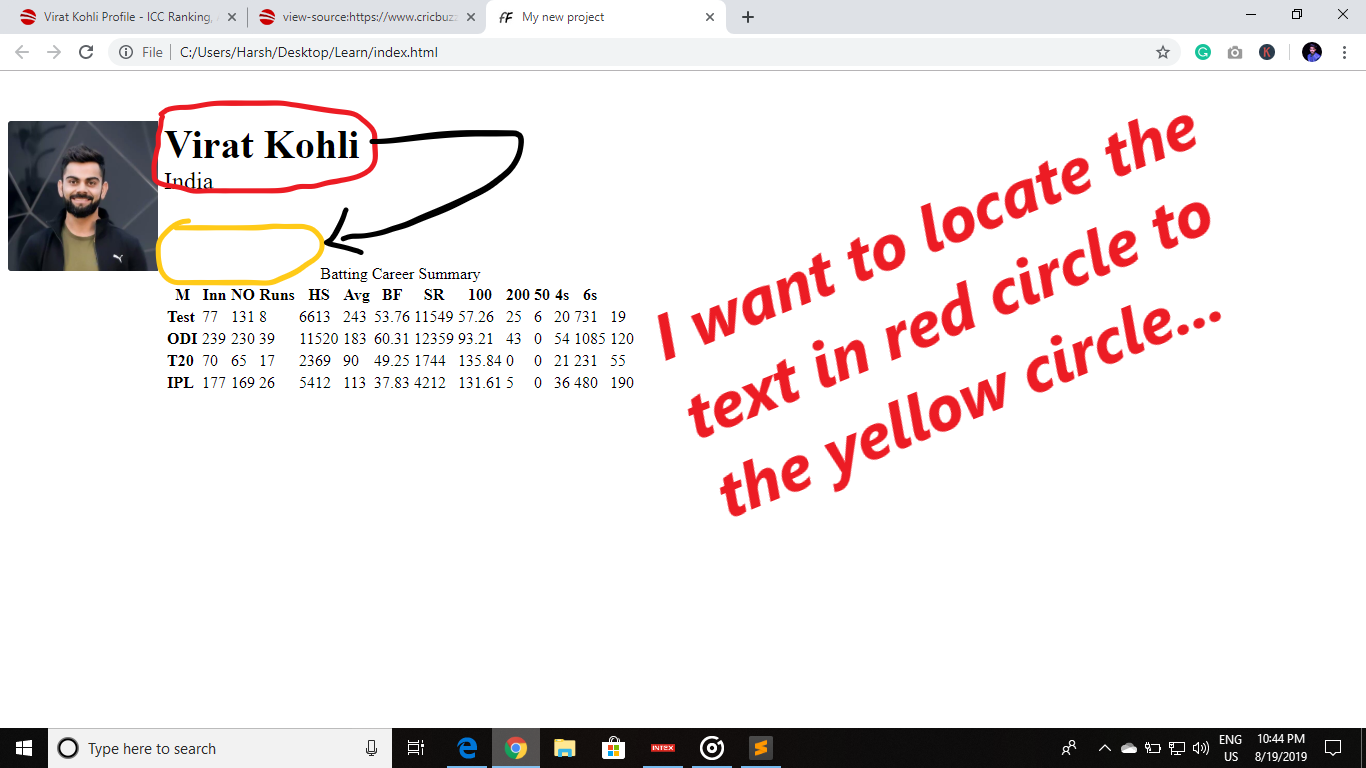 Virat Kohli Profile - ICC Ranking,
view-source:https://www.cricbuzz
My new project
File
C:/Users/Harsh/Desktop/Learn/index.html
Virat Kohli
India
Batting Career Summary
M Inn NO Runs HS Avg BF SR 100 200 50 4s 6s
Test 77 131 8 6613 243 53.76 11549 57.26 25 6 20 731 19
ODI 239 230 39 11520 183 60.31 12359 93.21 43 0 54 1085 120
T20 70 65 17 2369 90 49.25 1744 135.84 0 0 21 231 55
IPL 177 169 26 5412 113 37.83 4212 131.61 5 0 36 480 190
I want to locate the
text in red circle to
the yellow circle...
Type here to search
INTEX
ENG
US
10:44 PM
8/19/2019